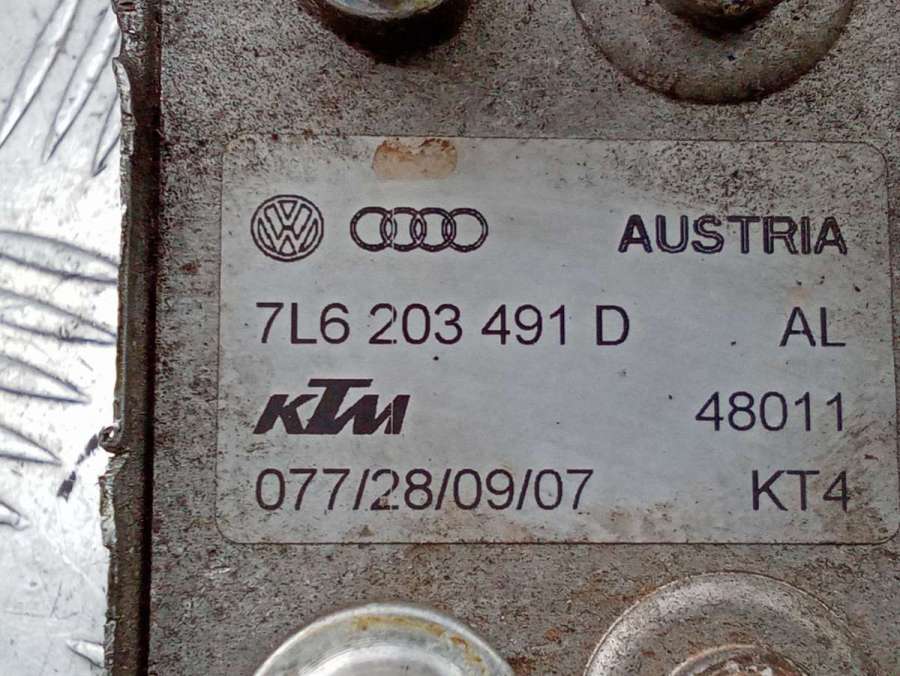 AUSTRIA
7L6 203 491 D AL
KTM 48011
077/28/09/07 KT4